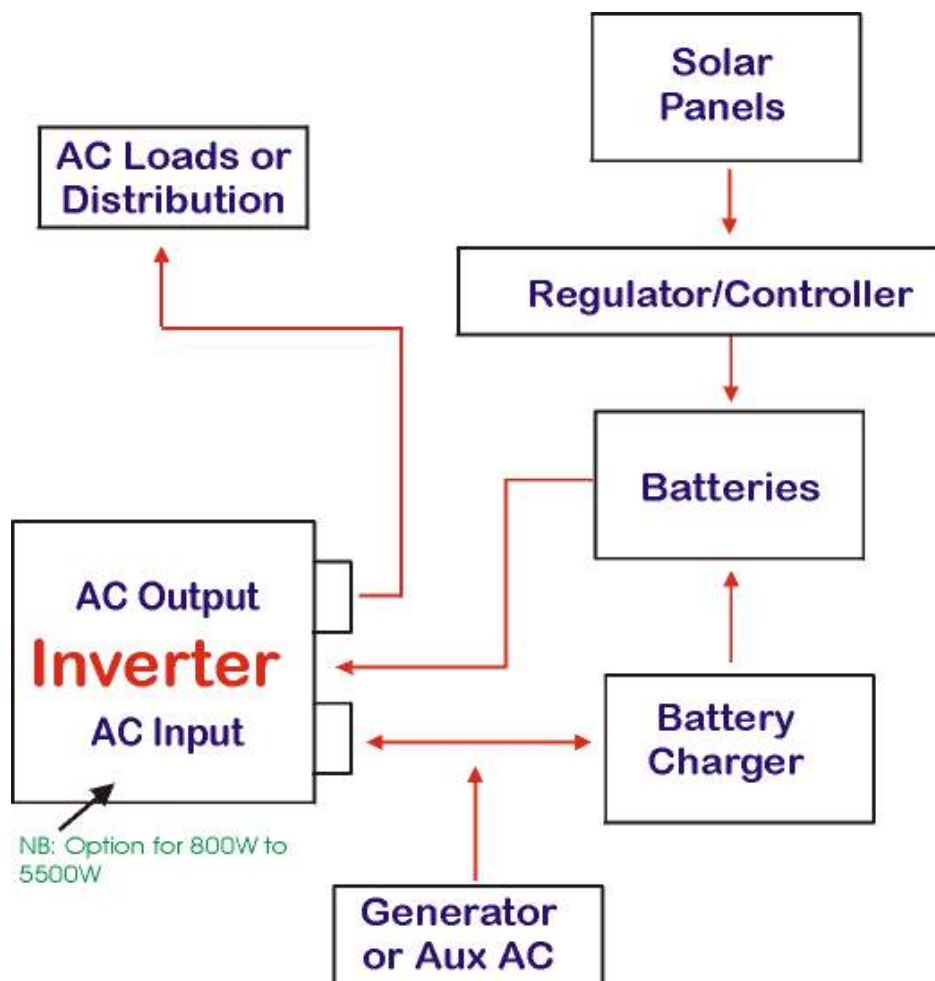 Solar
Panels
AC Loads or
Distribution
Regulator/Controller
Batteries
AC Output
Inverter
AC Input
Battery
Charger
NB: Option for 800W to
5500W
Generator
or Aux AC